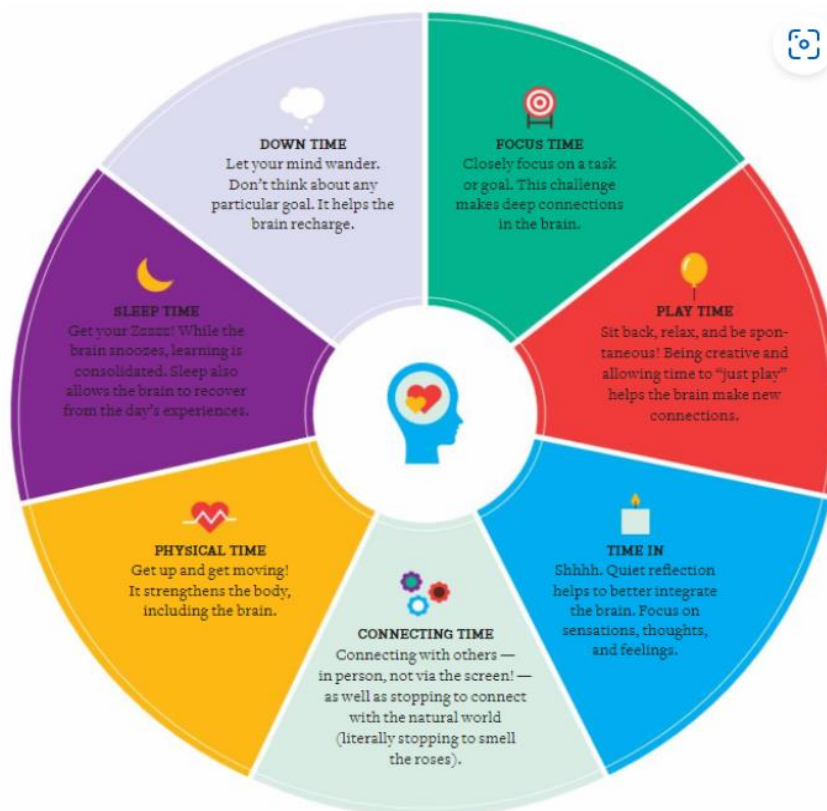 DOWN TIME
Let your mind wander.
Don't think about any
particular goal. It helps the
brain recharge.
FOCUS TIME
Closely focus on a task
or goal. This challenge
makes deep connections
in the brain.
PLAY TIME
Sit back, relax, and be spon-
taneous! Being creative and
allowing time to “just play”
helps the brain make new
connections.
TIME IN
Shhhh. Quiet reflection
helps to better integrate
the brain. Focus on
sensations, thoughts,
and feelings.
CONNECTING TIME
Connecting with others —
in person, not via the screen! —
as well as stopping to connect
with the natural world
(literally stopping to smell
the roses).
PHYSICAL TIME
Get up and get moving!
It strengthens the body,
including the brain.
SLEEP TIME
Get your Zzzzz! While the
brain snoozes, learning is
consolidated. Sleep also
allows the brain to recover
from the day's experiences.